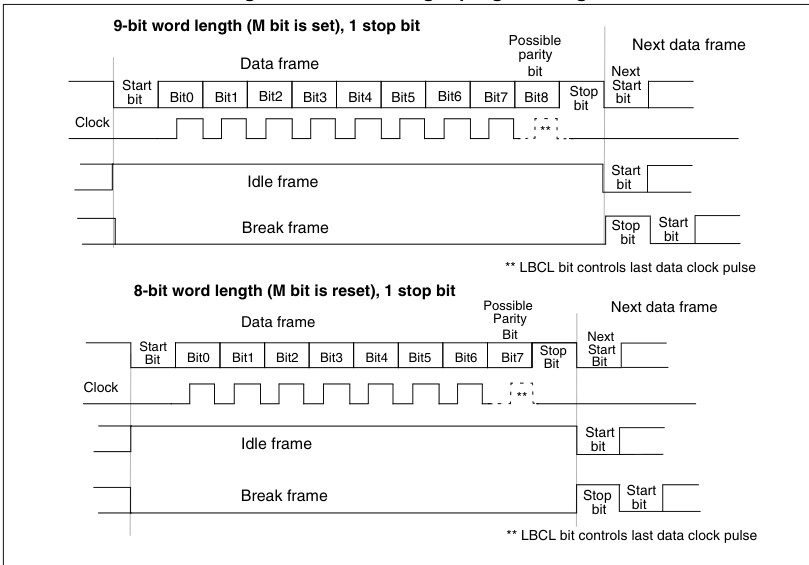 9-bit word length (M bit is set), 1 stop bit
Possible
parity
bit
Next data frame
Data frame
Start
bit
Bit0
Bit1
Bit2
Bit3
Bit4
Bit5
Bit6
Bit7
Bit8
Stop
bit
Next
Start
bit
Clock
**
Idle frame
Start
bit
Break frame
Stop
bit
Start
bit
** LBCL bit controls last data clock pulse
8-bit word length (M bit is reset), 1 stop bit
Possible
Parity
Bit
Next data frame
Data frame
Start
Bit
Bit0
Bit1
Bit2
Bit3
Bit4
Bit5
Bit6
Bit7
Stop
Bit
Next
Start
Bit
Clock
**
Idle frame
Start
bit
Break frame
Stop
bit
Start
bit
** LBCL bit controls last data clock pulse